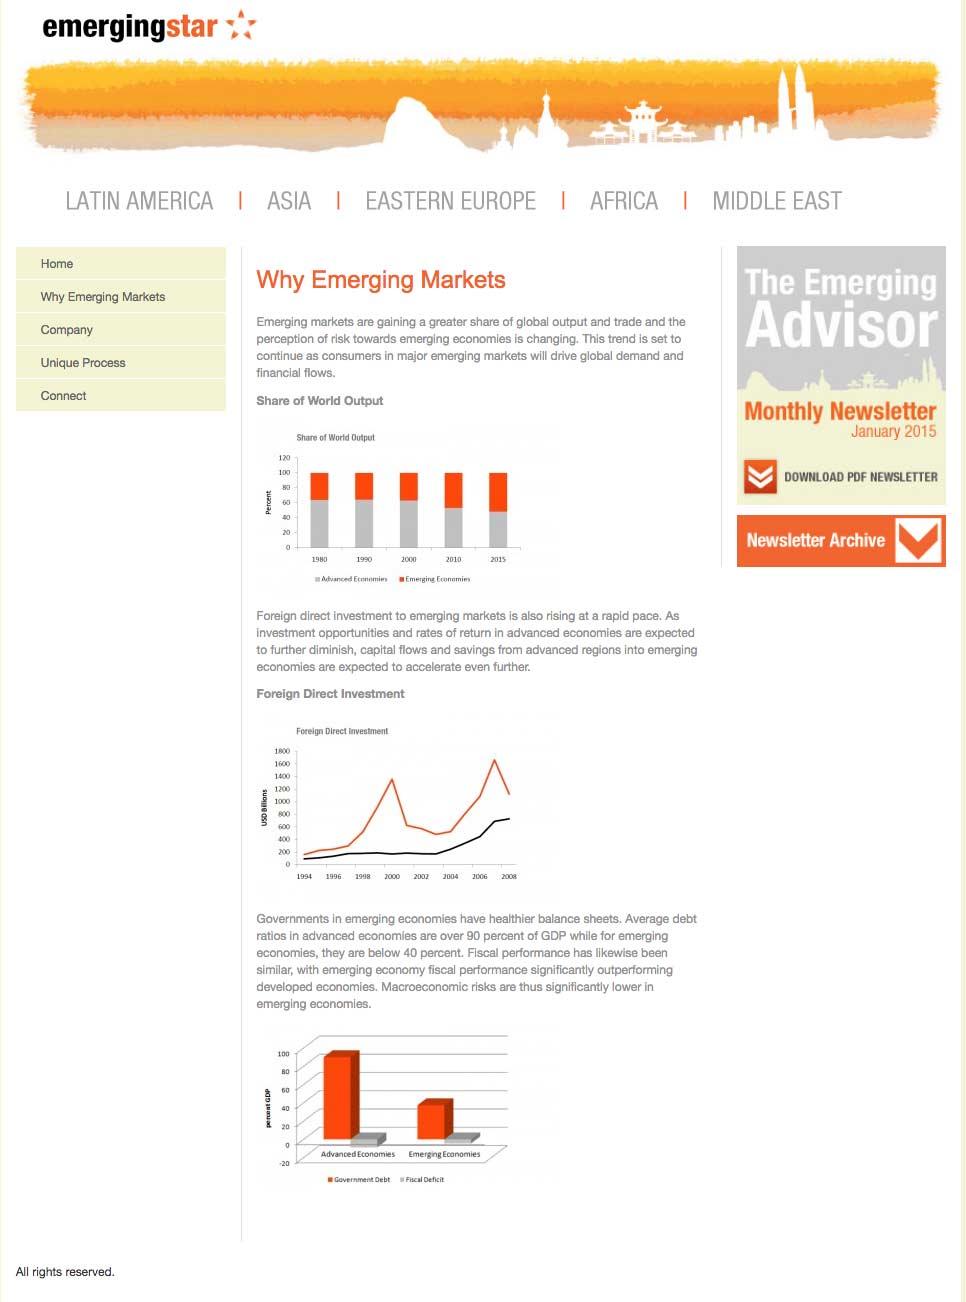 emergingstar
LATIN AMERICA | ASIA | EASTERN EUROPE | AFRICA | MIDDLE EAST
Home
Why Emerging Markets
Company
Unique Process
Connect
Why Emerging Markets
Emerging markets are gaining a greater share of global output and trade and the
perception of risk towards emerging economies is changing. This trend is set to
continue as consumers in major emerging markets will drive global demand and
financial flows.
Share of World Output
Share of World Output
120
100
80
60
40
20
0
Percent
1980 1990 2000 2010 2015
Advanced Economies Emerging Economies
Foreign direct investment to emerging markets is also rising at a rapid pace. As
investment opportunities and rates of return in advanced economies are expected
to further diminish, capital flows and savings from advanced regions into emerging
economies are expected to accelerate even further.
Foreign Direct Investment
Foreign Direct Investment
1800
1600
1400
1200
1000
800
600
400
200
0
USD Billions
1994 1996 1998 2000 2002 2004 2006 2008
Governments in emerging economies have healthier balance sheets. Average debt
ratios in advanced economies are over 90 percent of GDP while for emerging
economies, they are below 40 percent. Fiscal performance has likewise been
similar, with emerging economy fiscal performance significantly outperforming
developed economies. Macroeconomic risks are thus significantly lower in
emerging economies.
100
80
60
40
20
0
-20
percent GDP
Advanced Economies Emerging Economies
Government Debt Fiscal Deficit
The Emerging
Advisor
Monthly Newsletter
January 2015
DOWNLOAD PDF NEWSLETTER
Newsletter Archive
All rights reserved.